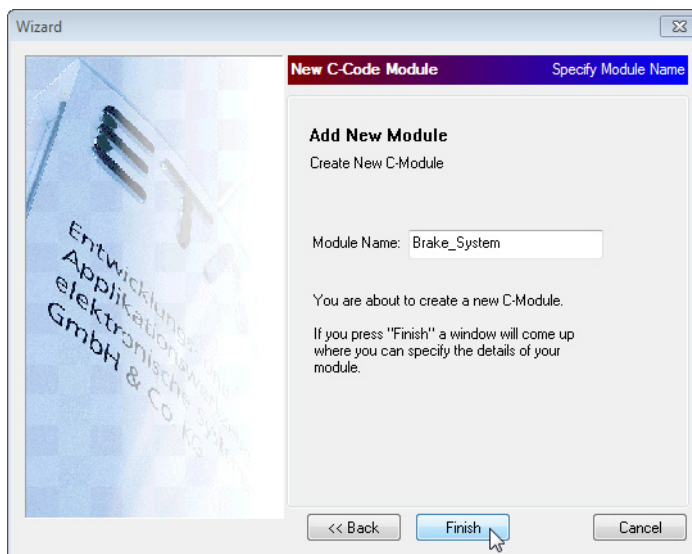 Wizard
New C-Code Module Specify Module Name
ET
Entwicklungs-
Applikationswerkzeuge
elektronische Systeme
GmbH & Co. KG
Add New Module
Create New C-Module
Module Name: Brake_System
You are about to create a new C-Module.
If you press "Finish" a window will come up
where you can specify the details of your
module.
<< Back Finish Cancel